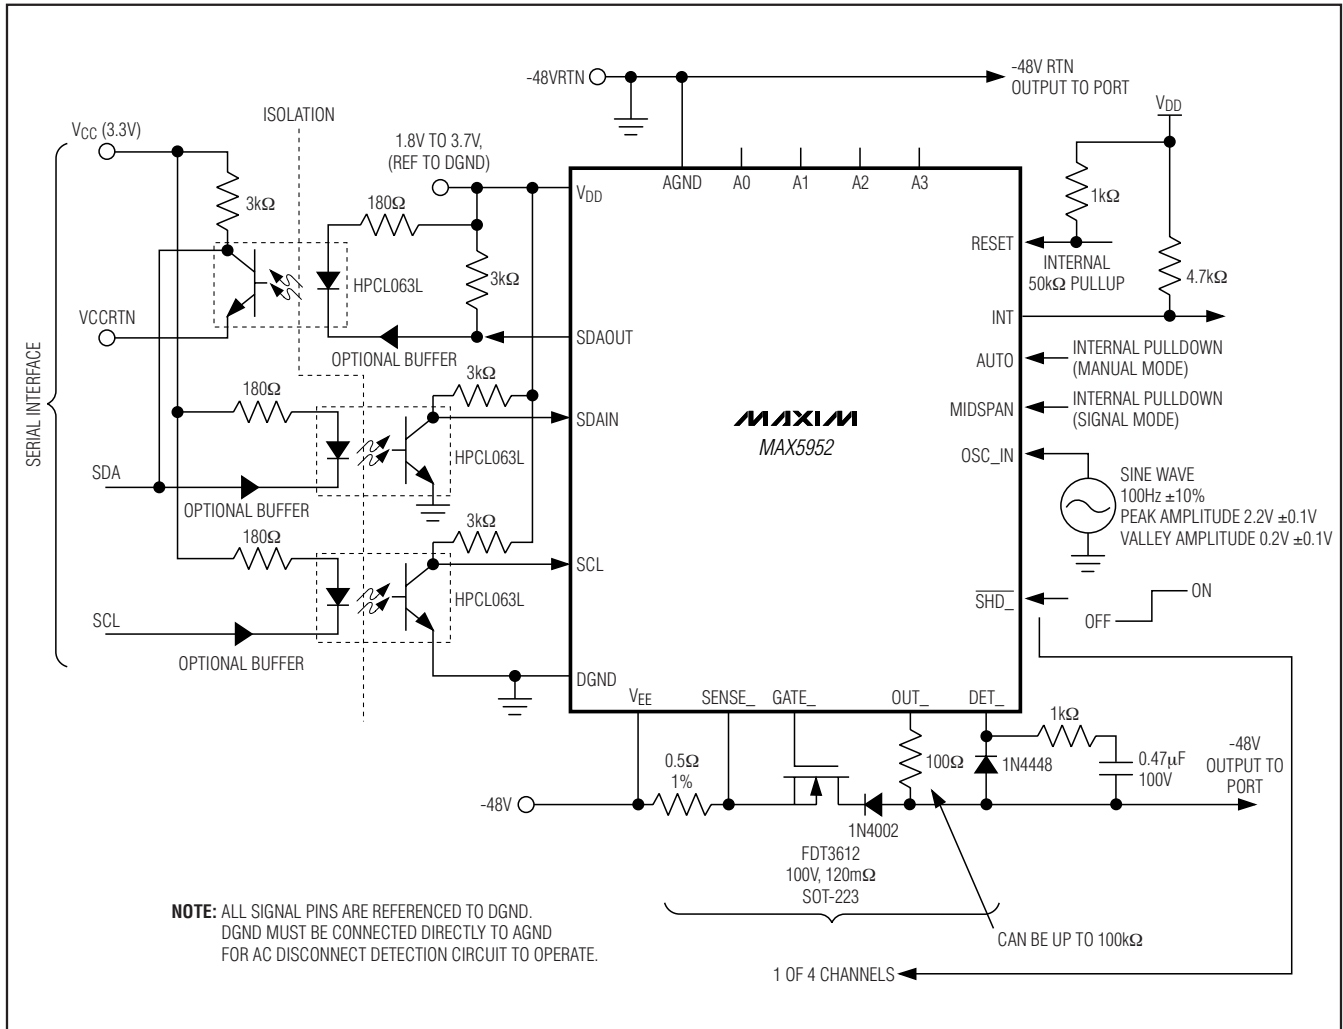 -48VRTN
-48V RTN
OUTPUT TO PORT
VDD
ISOLATION
VCC (3.3V)
1.8V TO 3.7V,
(REF TO DGND)
3kΩ
180Ω
HPCL063L
3kΩ
VCCRTN
OPTIONAL BUFFER
SERIAL INTERFACE
180Ω
3kΩ
HPCL063L
SDA
OPTIONAL BUFFER
180Ω
3kΩ
HPCL063L
SCL
OPTIONAL BUFFER
AGND
A0
A1
A2
A3
VDD
SDAOUT
SDAIN
SCL
DGND
MAXIM
MAX5952
RESET
INT
AUTO
MIDSPAN
OSC_IN
SHD_
VEE
SENSE_
GATE_
OUT_
DET_
1kΩ
INTERNAL
50kΩ PULLUP
4.7kΩ
INTERNAL PULLDOWN
(MANUAL MODE)
INTERNAL PULLDOWN
(SIGNAL MODE)
SINE WAVE
100Hz ±10%
PEAK AMPLITUDE 2.2V ±0.1V
VALLEY AMPLITUDE 0.2V ±0.1V
ON
OFF
-48V
0.5Ω
1%
1N4002
100Ω
1N4448
1kΩ
0.47μF
100V
-48V
OUTPUT TO
PORT
FDT3612
100V, 120mΩ
SOT-223
CAN BE UP TO 100kΩ
1 OF 4 CHANNELS
NOTE: ALL SIGNAL PINS ARE REFERENCED TO DGND.
DGND MUST BE CONNECTED DIRECTLY TO AGND
FOR AC DISCONNECT DETECTION CIRCUIT TO OPERATE.